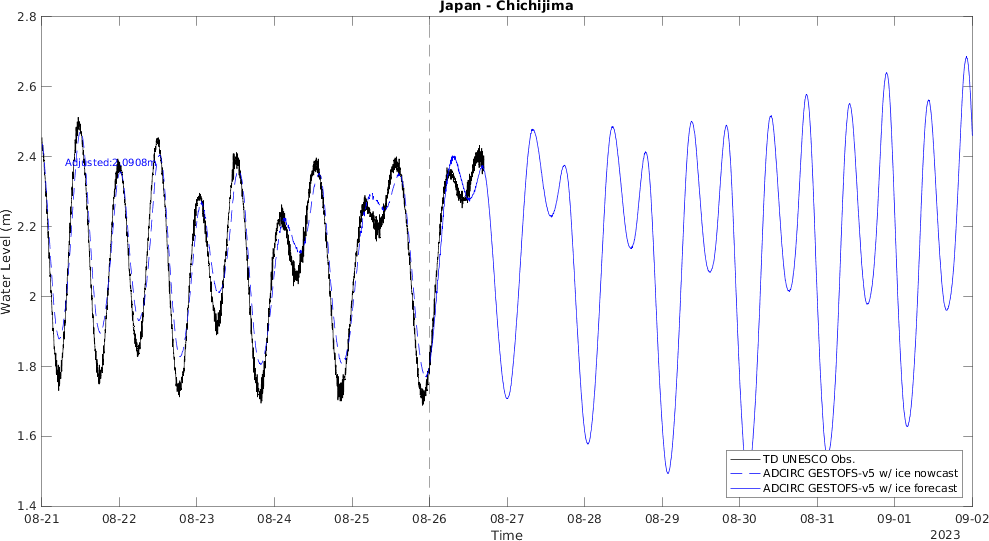 Japan - Chichijima
2.8
2.6
2.4
2.2
2
1.8
1.6
1.4
Water Level (m)
Adjusted:2.0908m
TD UNESCO Obs.
ADCIRC GESTOFS-v5 w/ ice nowcast
ADCIRC GESTOFS-v5 w/ ice forecast
08-21 08-22 08-23 08-24 08-25 08-26 08-27 08-28 08-29 08-30 08-31 09-01 09-02
Time
2023